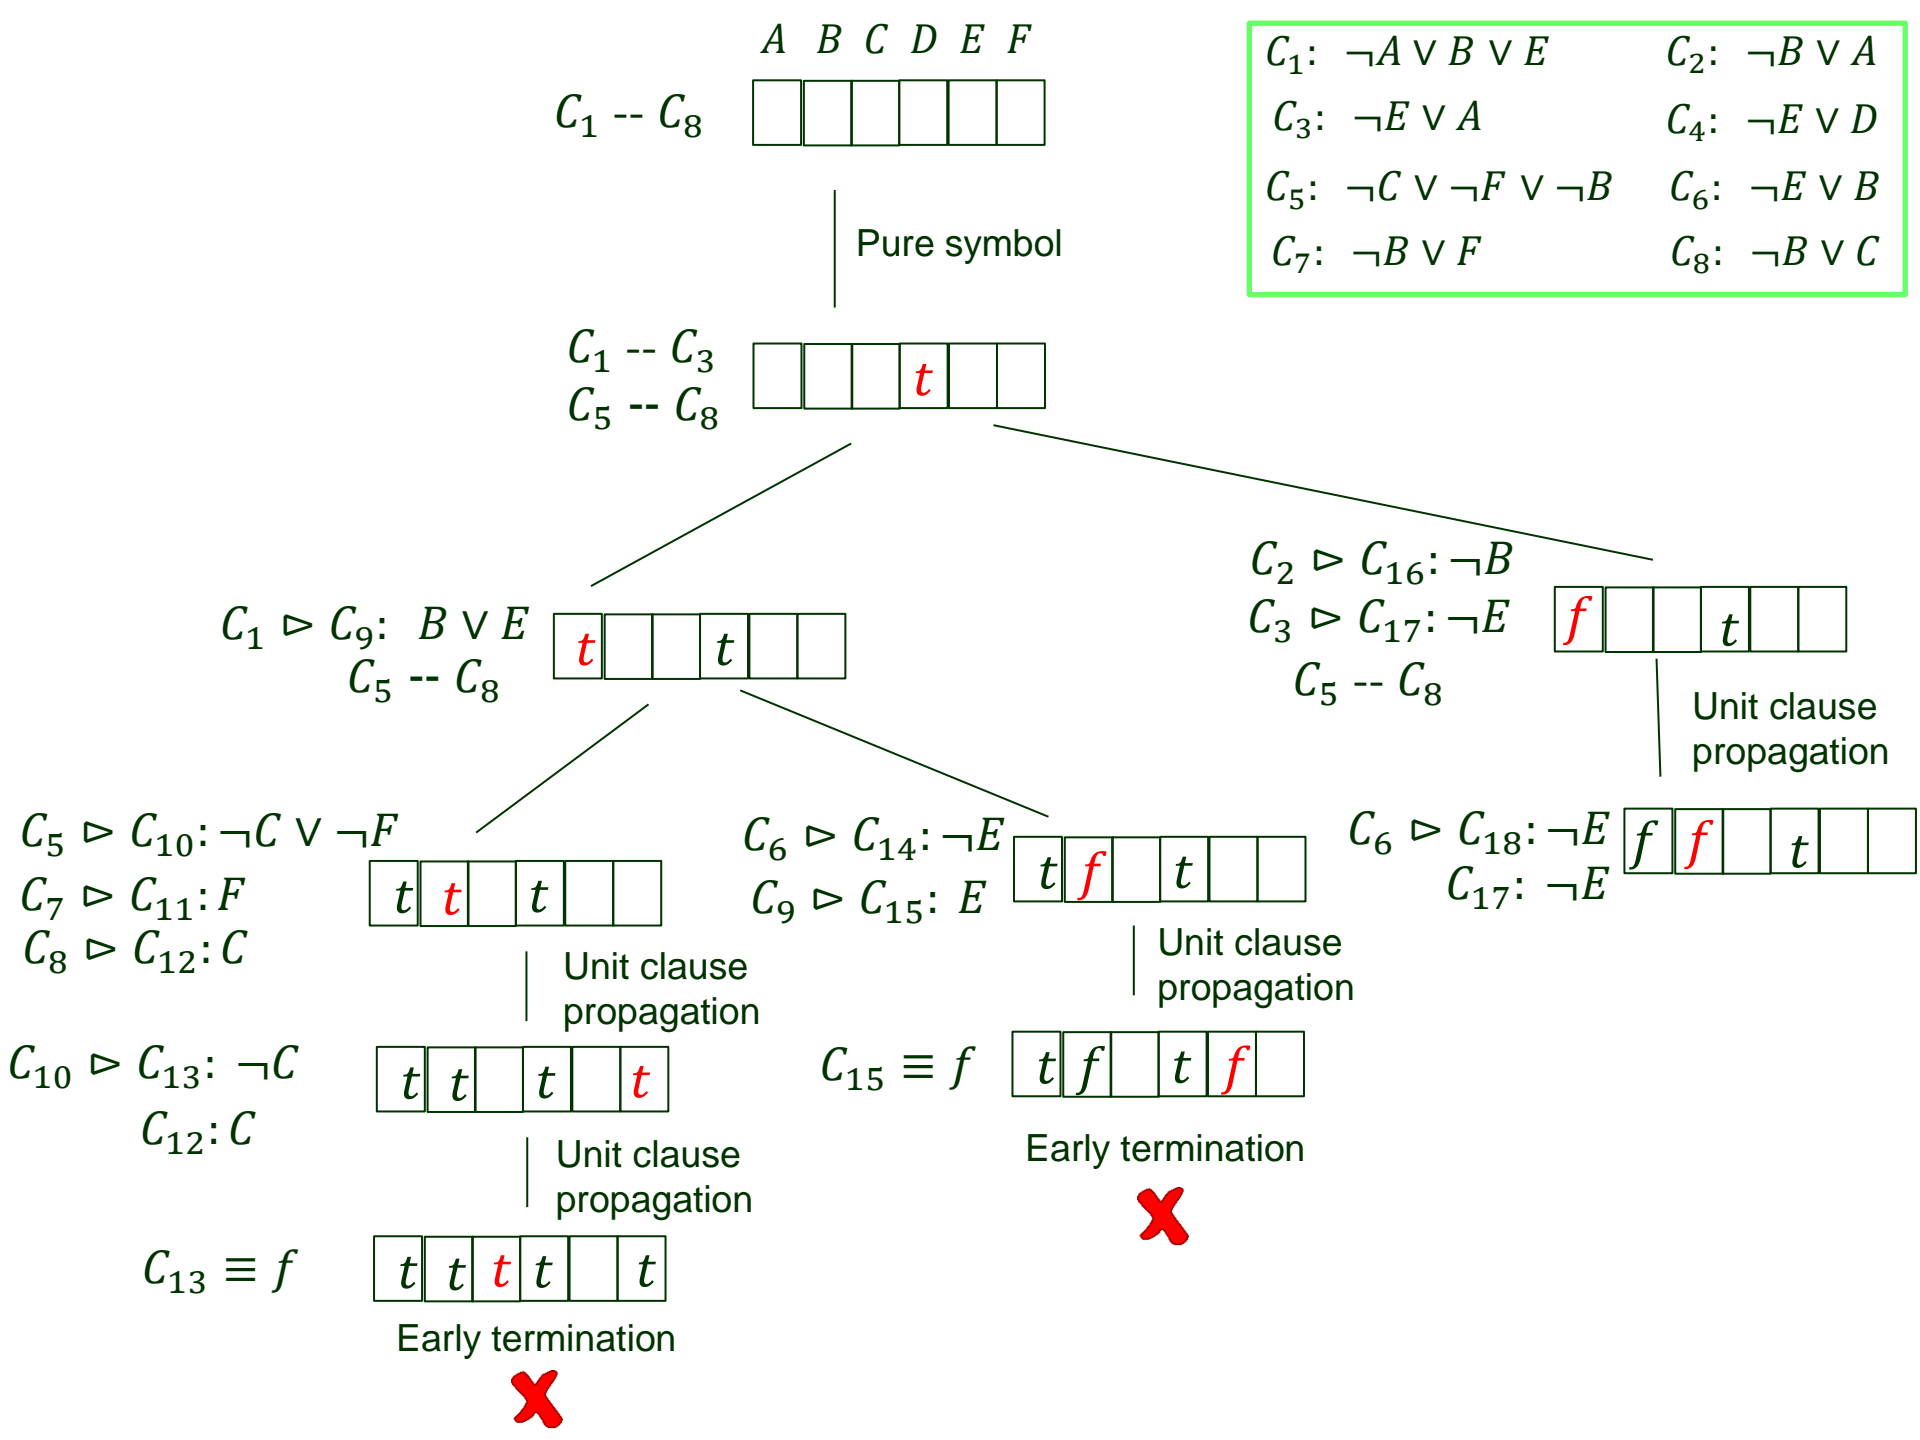 A B C D E F
C₁ -- C₈
C₁: ¬A ∨ B ∨ E
C₂: ¬B ∨ A
C₃: ¬E ∨ A
C₄: ¬E ∨ D
C₅: ¬C ∨ ¬F ∨ ¬B
C₆: ¬E ∨ B
C₇: ¬B ∨ F
C₈: ¬B ∨ C
Pure symbol
C₁ -- C₃
C₅ -- C₈
t
C₁ ⊳ C₉: B ∨ E
C₅ -- C₈
t t
C₂ ⊳ C₁₆: ¬B
C₃ ⊳ C₁₇: ¬E
C₅ -- C₈
f t
Unit clause
propagation
C₅ ⊳ C₁₀: ¬C ∨ ¬F
C₇ ⊳ C₁₁: F
C₈ ⊳ C₁₂: C
t t t
C₆ ⊳ C₁₄: ¬E
C₉ ⊳ C₁₅: E
t f t
C₆ ⊳ C₁₈: ¬E
C₁₇: ¬E
f f t
Unit clause
propagation
Unit clause
propagation
C₁₀ ⊳ C₁₃: ¬C
C₁₂: C
t t t t
C₁₅ ≡ f
t f t f
Early termination
Unit clause
propagation
C₁₃ ≡ f
t t t t t
Early termination